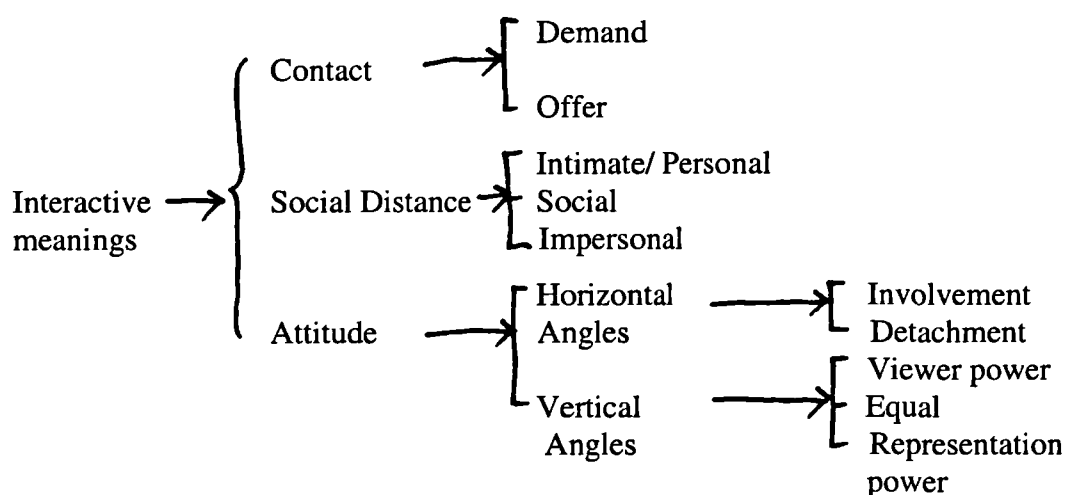 Demand
Contact
Offer
Intimate/ Personal
Interactive Social Distance Social
meanings Impersonal
Horizontal Involvement
Attitude Angles Detachment
Viewer power
Vertical Equal
Angles Representation
power